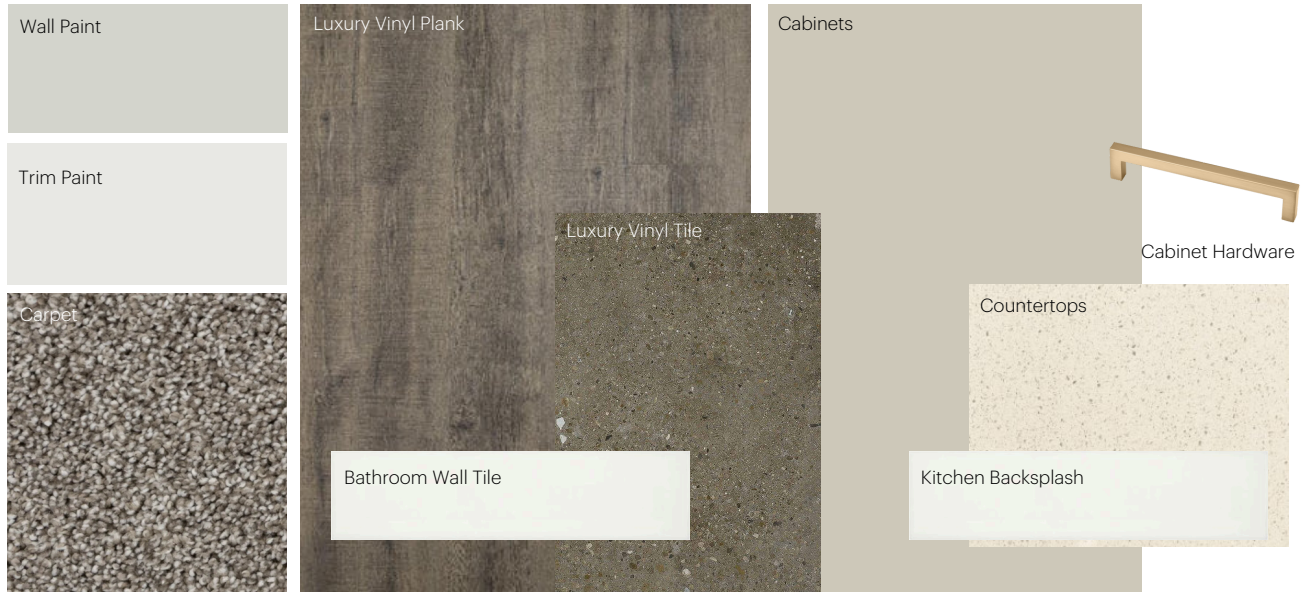 Wall Paint
Trim Paint
Carpet
Luxury Vinyl Plank
Luxury Vinyl Tile
Bathroom Wall Tile
Cabinets
Cabinet Hardware
Countertops
Kitchen Backsplash